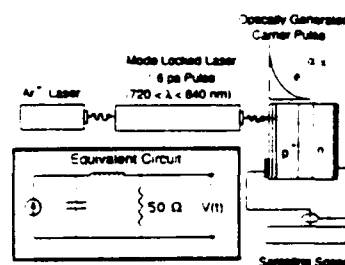 Optically Generated
Carrier Pulse
Mode Locked Laser
6 ps Pulse
(720 < λ < 840 nm)
Ar⁺ Laser
e
α x
p⁺
n
Equivalent Circuit
50 Ω
V(t)
Sampling